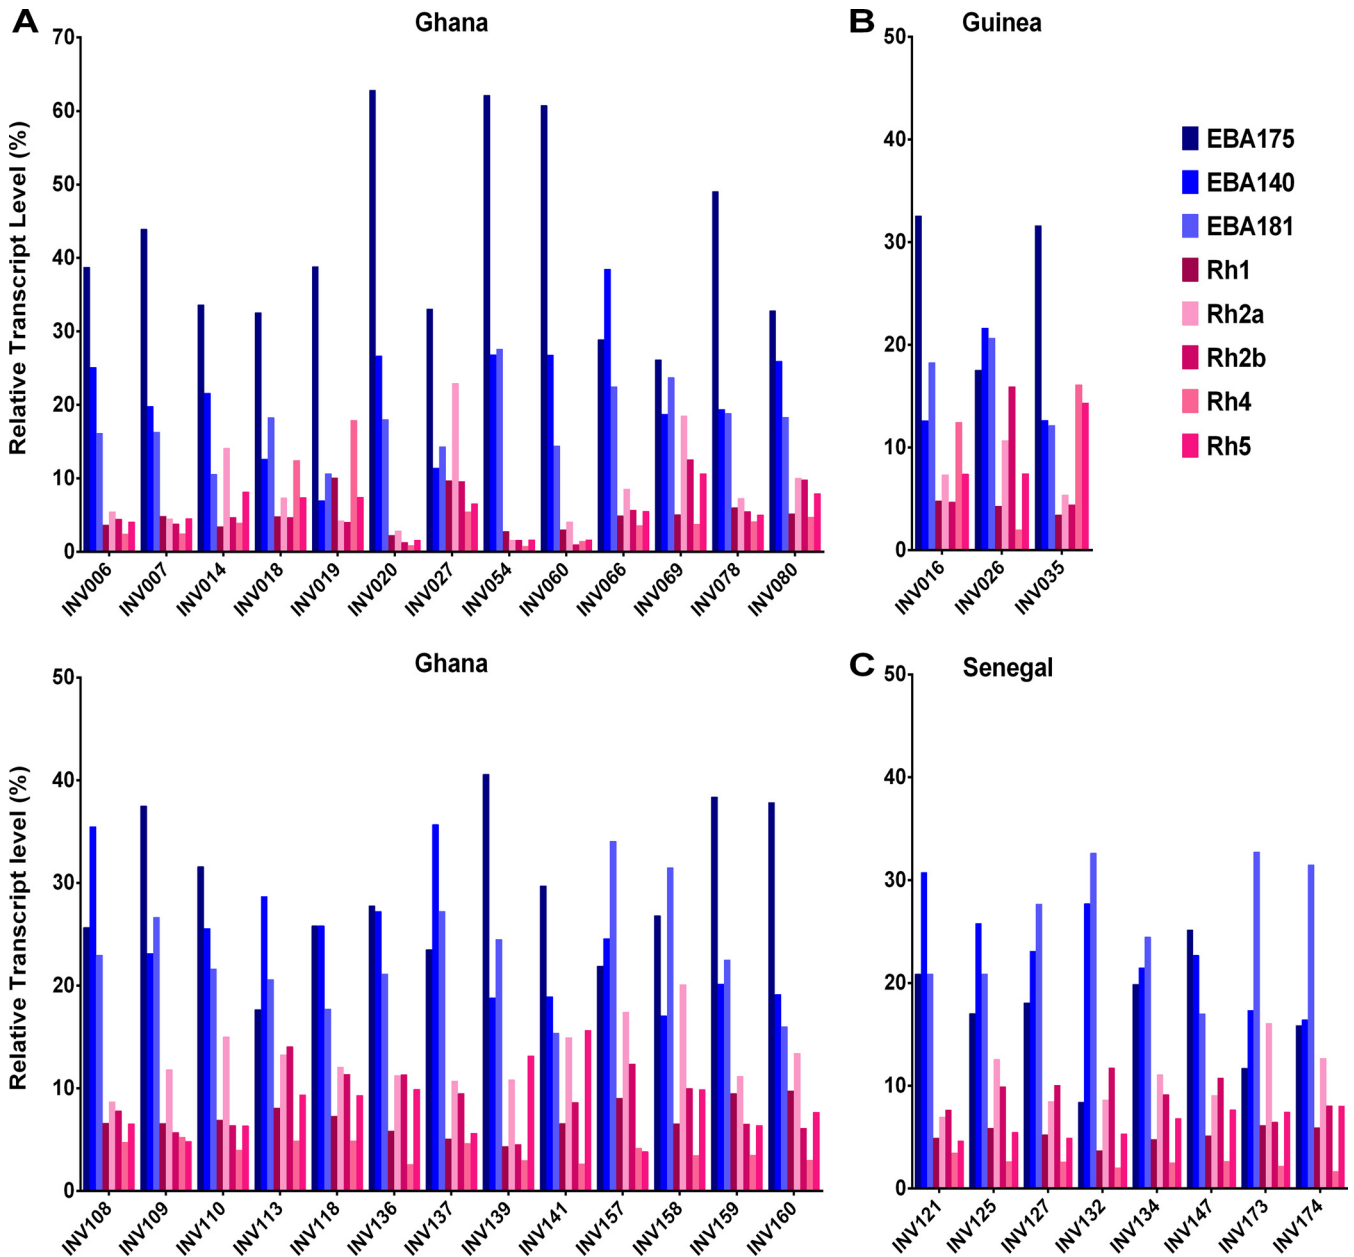 A
Ghana
Relative Transcript Level (%)
70
60
50
40
30
20
10
0
INV006
INV007
INV014
INV018
INV019
INV020
INV027
INV054
INV060
INV066
INV069
INV078
INV080
B
Guinea
50
40
30
20
10
0
INV016
INV026
INV035
EBA175
EBA140
EBA181
Rh1
Rh2a
Rh2b
Rh4
Rh5
Ghana
Relative Transcript level (%)
50
40
30
20
10
0
INV108
INV109
INV110
INV113
INV118
INV136
INV137
INV139
INV141
INV157
INV158
INV159
INV160
C
Senegal
50
40
30
20
10
0
INV121
INV125
INV127
INV132
INV134
INV147
INV173
INV174